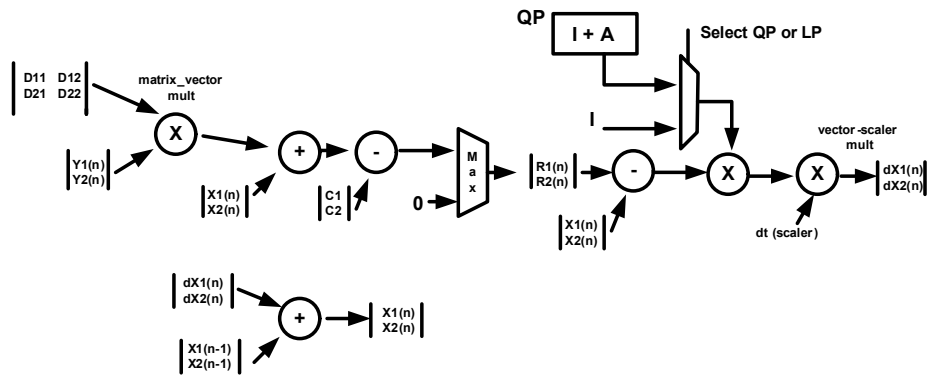 QP
I + A
Select QP or LP
D11 D12
D21 D22
matrix_vector
mult
X
Y1(n)
Y2(n)
+
X1(n)
X2(n)
-
C1
C2
Max
0
I
R1(n)
R2(n)
-
X1(n)
X2(n)
X
vector-scaler
mult
X
dt (scaler)
dX1(n)
dX2(n)
dX1(n)
dX2(n)
+
X1(n-1)
X2(n-1)
X1(n)
X2(n)